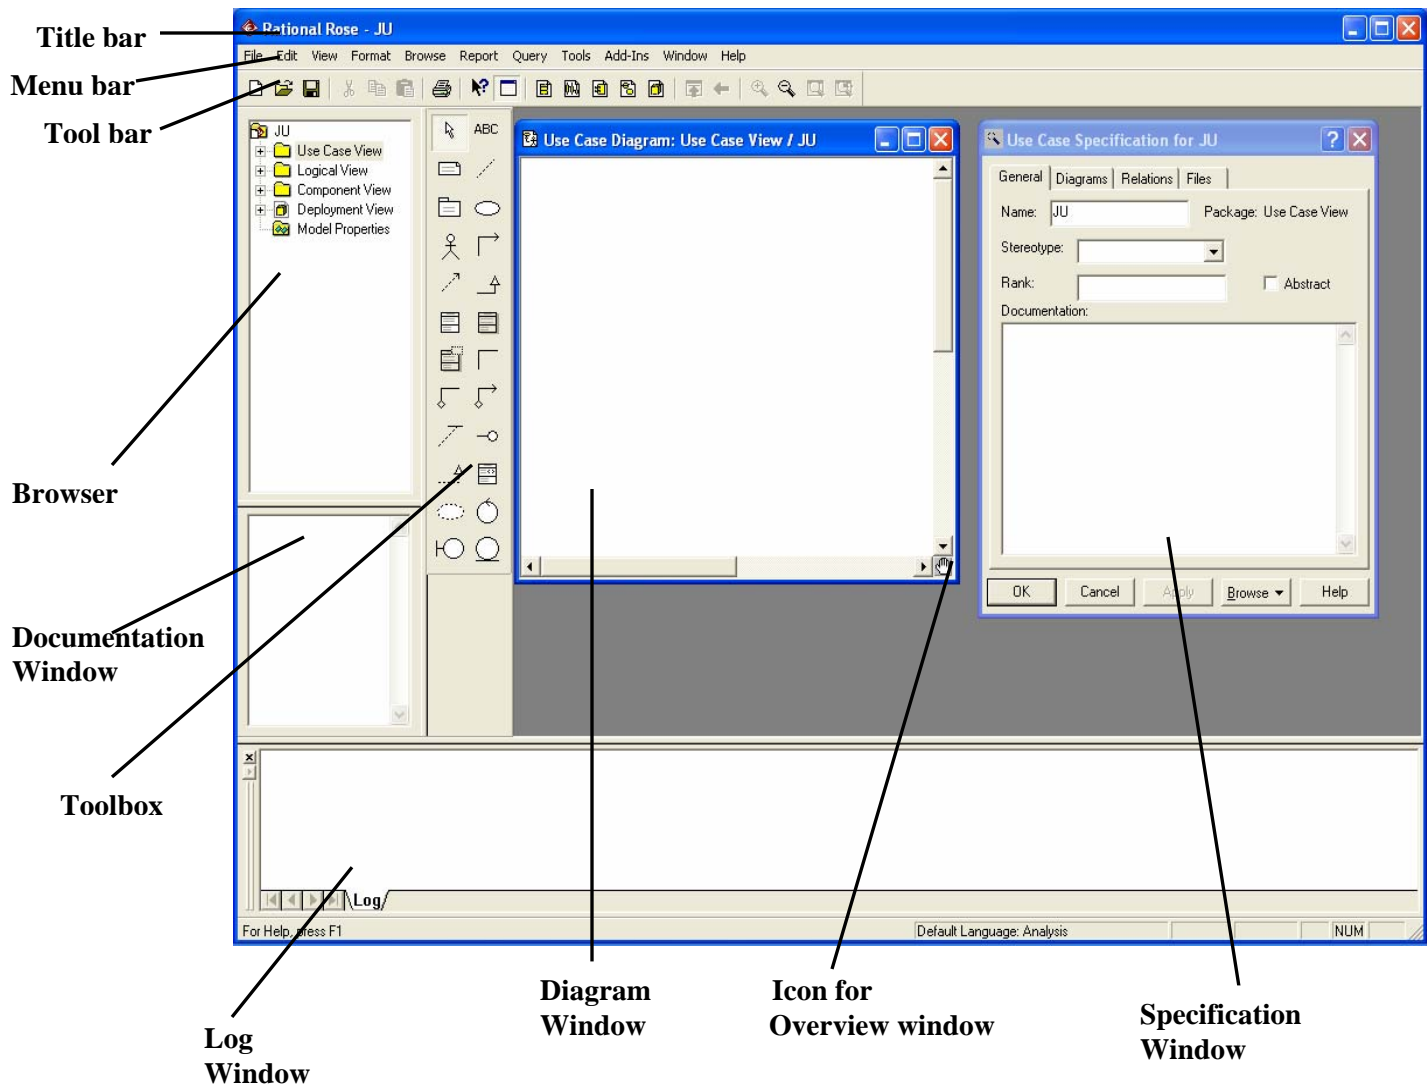 Title bar
Menu bar
Tool bar
Browser
Documentation
Window
Toolbox
Log
Window
Diagram
Window
Icon for
Overview window
Specification
Window
Rational Rose - JU
File Edit View Format Browse Report Query Tools Add-Ins Window Help
JU
Use Case View
Logical View
Component View
Deployment View
Model Properties
ABC
Use Case Diagram: Use Case View / JU
Use Case Specification for JU
General Diagrams Relations Files
Name: JU Package: Use Case View
Stereotype:
Rank: Abstract
Documentation:
OK Cancel Apply Browse Help
Log
For Help, press F1 Default Language: Analysis NUM